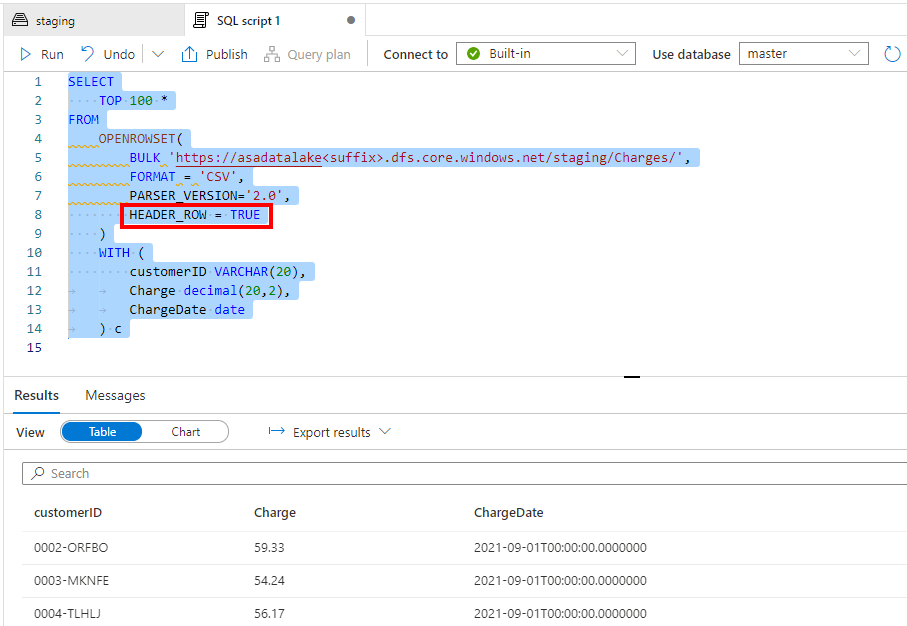 staging
SQL script 1
Run Undo Publish Query plan Connect to Built-in Use database master
1 SELECT
2 TOP 100 *
3 FROM
4 OPENROWSET(
5 BULK 'https://asadatalake<suffix>.dfs.core.windows.net/staging/Charges/',
6 FORMAT = 'CSV',
7 PARSER_VERSION='2.0',
8 HEADER_ROW = TRUE
9 )
10 WITH (
11 customerID VARCHAR(20),
12 Charge decimal(20,2),
13 ChargeDate date
14 ) c
15
Results Messages
View Table Chart Export results
Search
customerID Charge ChargeDate
0002-ORFBO 59.33 2021-09-01T00:00:00.0000000
0003-MKNFE 54.24 2021-09-01T00:00:00.0000000
0004-TLHLJ 56.17 2021-09-01T00:00:00.0000000